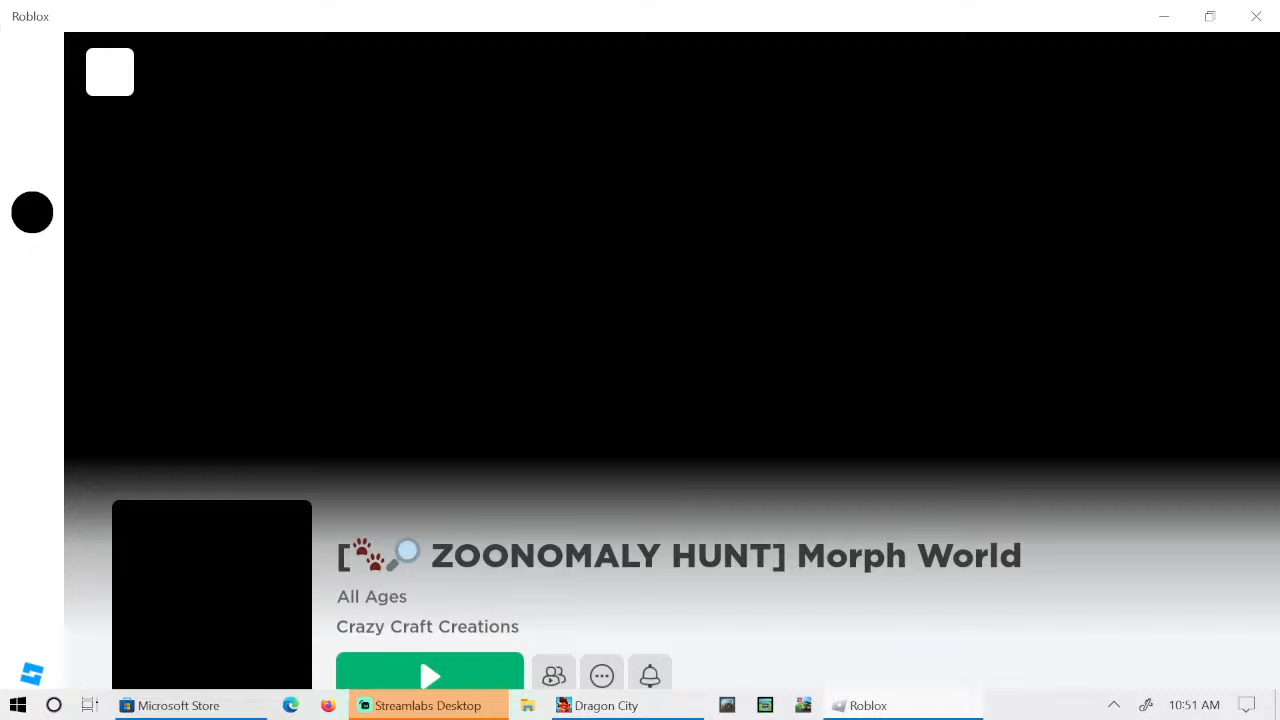 Roblox
[🐾🔎 ZOONOMALY HUNT] Morph World
All Ages
Crazy Craft Creations
Microsoft Store
Streamlabs Desktop
Dragon City
Roblox
10:51 AM